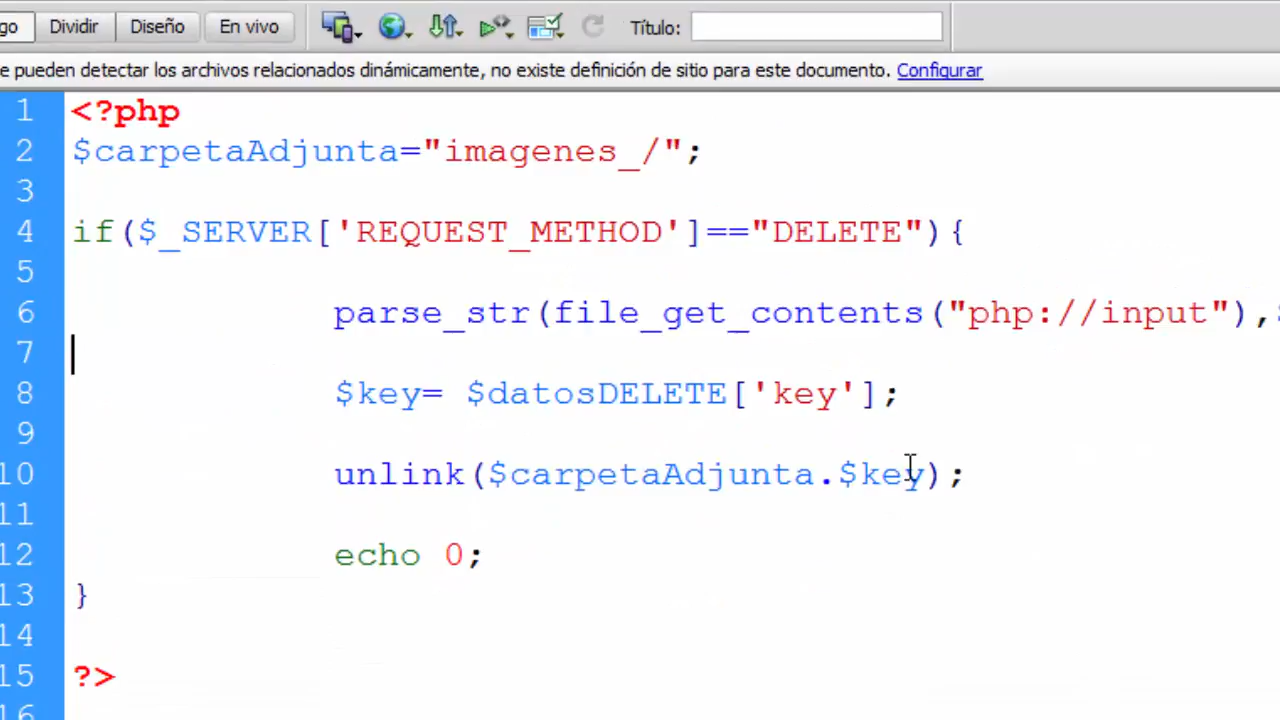 go Dividir Diseño En vivo Título:
e pueden detectar los archivos relacionados dinámicamente, no existe definición de sitio para este documento. Configurar
1 <?php
2 $carpetaAdjunta="imagenes_/";
3
4 if($_SERVER['REQUEST_METHOD']=="DELETE"){
5
6 parse_str(file_get_contents("php://input"),$
7
8 $key= $datosDELETE['key'];
9
10 unlink($carpetaAdjunta.$key);
11
12 echo 0;
13 }
14
15 ?>
16